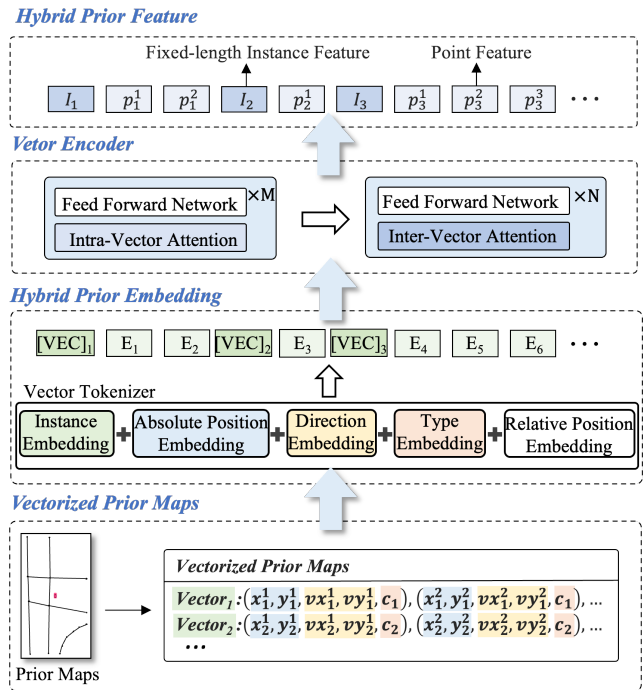 Hybrid Prior Feature
Fixed-length Instance Feature Point Feature
I₁ p₁¹ p₁² I₂ p₂¹ I₃ p₃¹ p₃² p₃³ ...
Vetor Encoder
Feed Forward Network ×M
Intra-Vector Attention
Feed Forward Network ×N
Inter-Vector Attention
Hybrid Prior Embedding
[VEC]₁ E₁ E₂ [VEC]₂ E₃ [VEC]₃ E₄ E₅ E₆ ...
Vector Tokenizer
Instance Embedding + Absolute Position Embedding + Direction Embedding + Type Embedding + Relative Position Embedding
Vectorized Prior Maps
Prior Maps
Vectorized Prior Maps
Vector₁:(x₁¹, y₁¹, vx₁¹, vy₁¹, c₁), (x₁², y₁², vx₁², vy₁², c₁), ...
Vector₂:(x₂¹, y₂¹, vx₂¹, vy₂¹, c₂), (x₂², y₂², vx₂², vy₂², c₂), ...
...